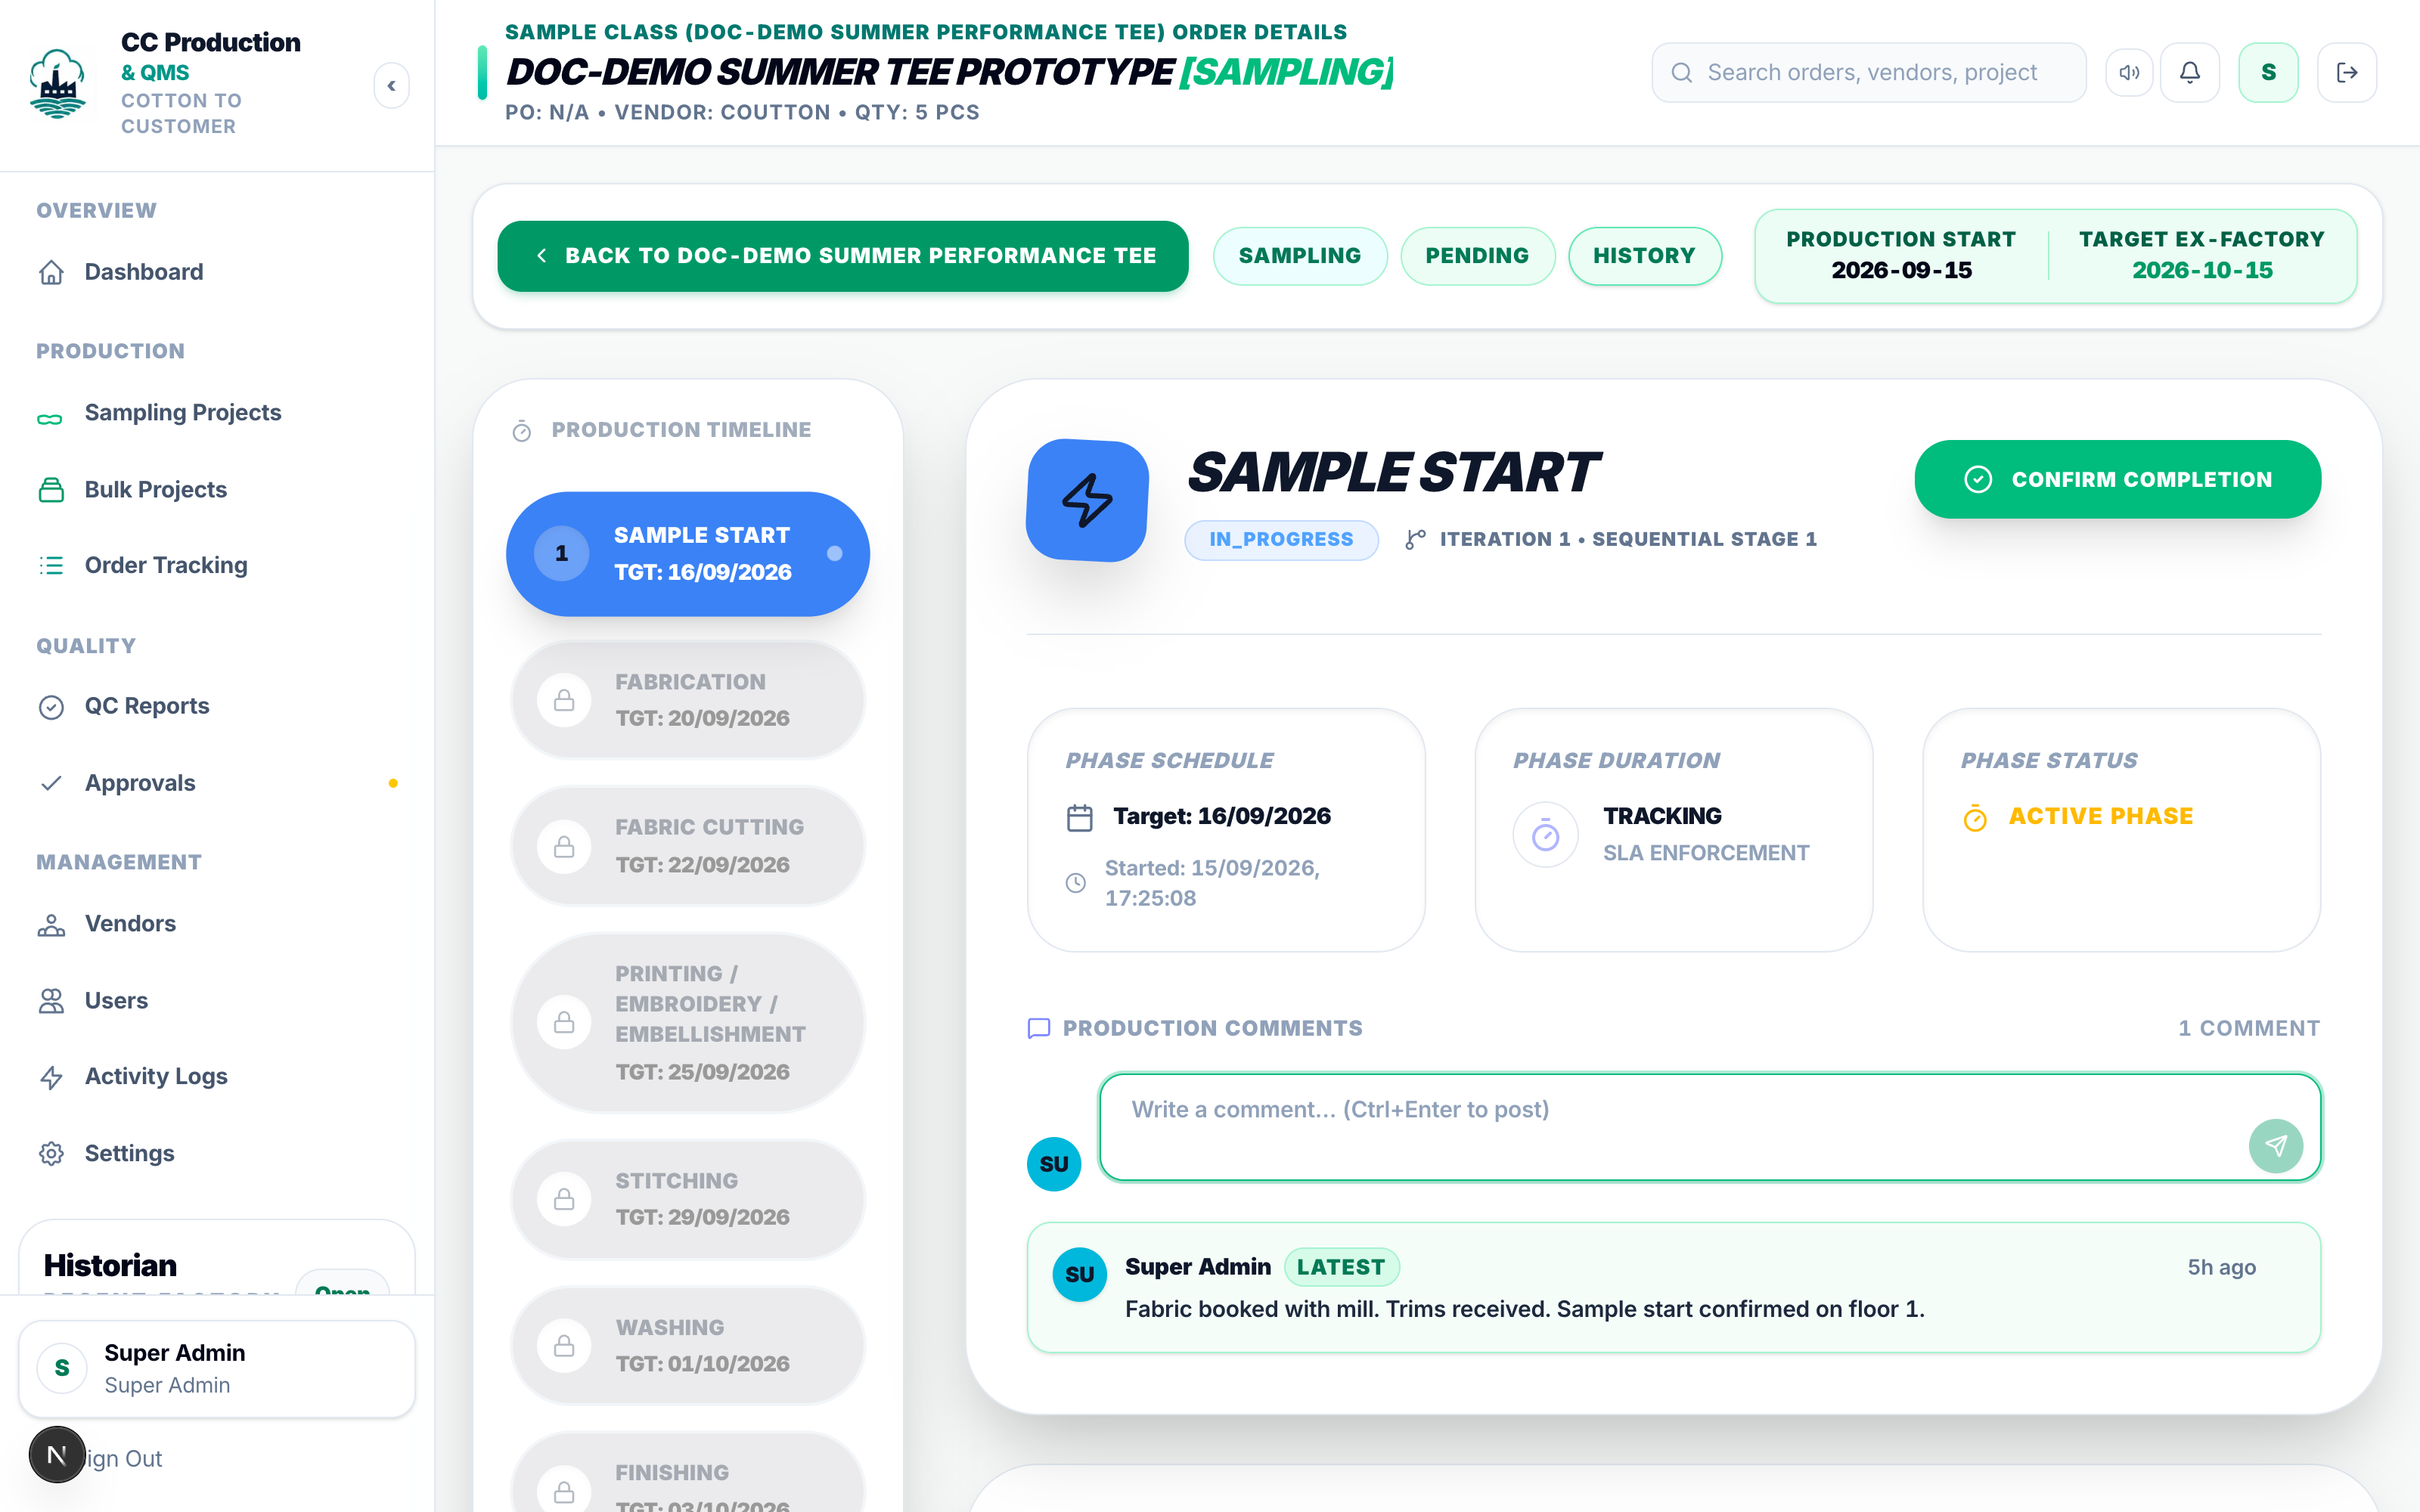 CC Production
& QMS
COTTON TO
CUSTOMER
OVERVIEW
Dashboard
PRODUCTION
Sampling Projects
Bulk Projects
Order Tracking
QUALITY
QC Reports
Approvals
MANAGEMENT
Vendors
Users
Activity Logs
Settings
Historian
Open
S
Super Admin
Super Admin
N
ign Out
SAMPLE CLASS (DOC-DEMO SUMMER PERFORMANCE TEE) ORDER DETAILS
DOC-DEMO SUMMER TEE PROTOTYPE [SAMPLING]
PO: N/A • VENDOR: COUTTON • QTY: 5 PCS
Search orders, vendors, project
S
BACK TO DOC-DEMO SUMMER PERFORMANCE TEE
SAMPLING
PENDING
HISTORY
PRODUCTION START
2026-09-15
TARGET EX-FACTORY
2026-10-15
PRODUCTION TIMELINE
1
SAMPLE START
TGT: 16/09/2026
FABRICATION
TGT: 20/09/2026
FABRIC CUTTING
TGT: 22/09/2026
PRINTING /
EMBROIDERY /
EMBELLISHMENT
TGT: 25/09/2026
STITCHING
TGT: 29/09/2026
WASHING
TGT: 01/10/2026
FINISHING
TGT: 03/10/2026
SAMPLE START
IN_PROGRESS
ITERATION 1 • SEQUENTIAL STAGE 1
CONFIRM COMPLETION
PHASE SCHEDULE
Target: 16/09/2026
Started: 15/09/2026,
17:25:08
PHASE DURATION
TRACKING
SLA ENFORCEMENT
PHASE STATUS
ACTIVE PHASE
PRODUCTION COMMENTS
1 COMMENT
SU
Write a comment... (Ctrl+Enter to post)
SU
Super Admin
LATEST
5h ago
Fabric booked with mill. Trims received. Sample start confirmed on floor 1.